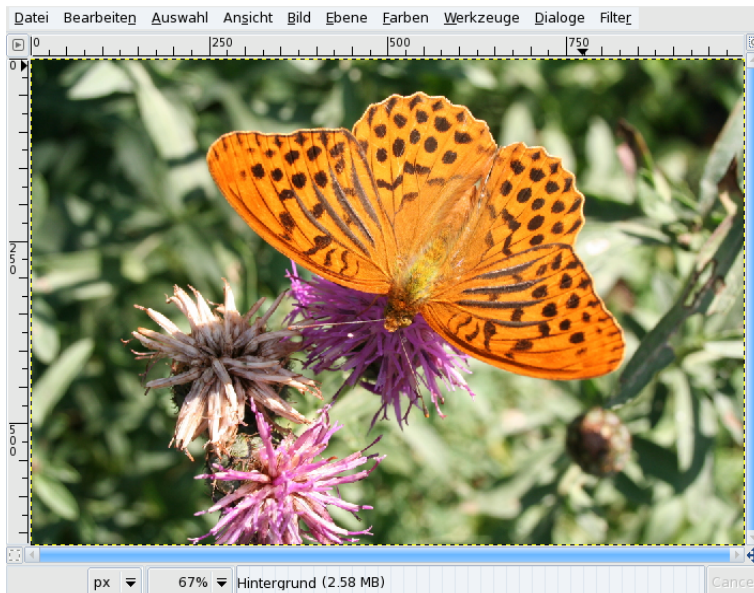 Datei Bearbeiten Auswahl Ansicht Bild Ebene Farben Werkzeuge Dialoge Filter
0 250 500 750
0
250
500
px 67% Hintergrund (2.58 MB) Cance